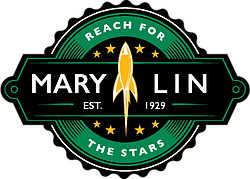 REACH FOR
MARY LIN
EST. 1929
THE STARS